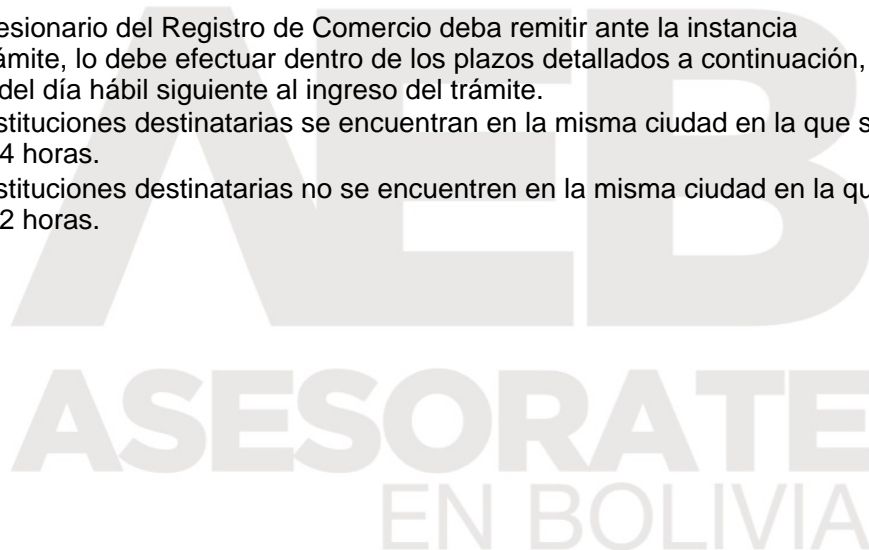 esionario del Registro de Comercio deba remitir ante la instancia
ámite, lo debe efectuar dentro de los plazos detallados a continuación,
del día hábil siguiente al ingreso del trámite.
stituciones destinatarias se encuentran en la misma ciudad en la que s
4 horas.
stituciones destinatarias no se encuentren en la misma ciudad en la qu
2 horas.
AEB
ASESORATE
EN BOLIVIA